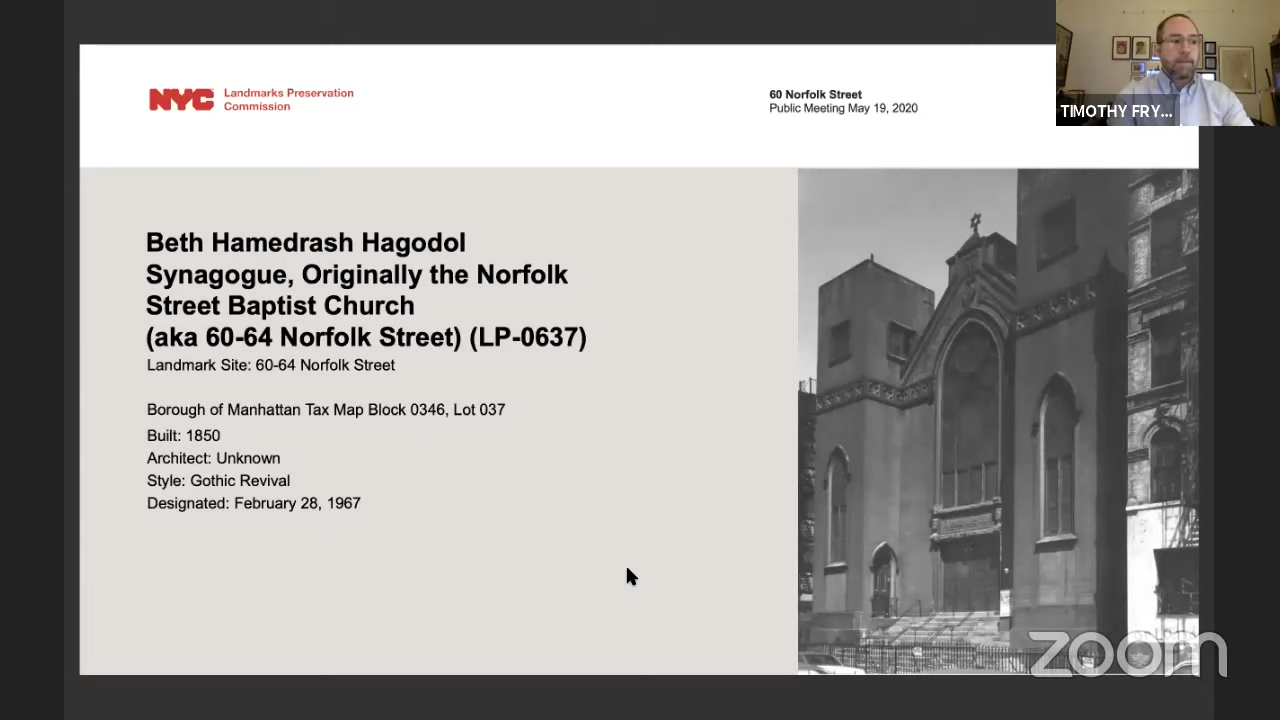 NYC Landmarks Preservation
Commission
60 Norfolk Street
Public Meeting May 19, 2020
TIMOTHY FRY...
Beth Hamedrash Hagodol
Synagogue, Originally the Norfolk
Street Baptist Church
(aka 60-64 Norfolk Street) (LP-0637)
Landmark Site: 60-64 Norfolk Street
Borough of Manhattan Tax Map Block 0346, Lot 037
Built: 1850
Architect: Unknown
Style: Gothic Revival
Designated: February 28, 1967
zoom